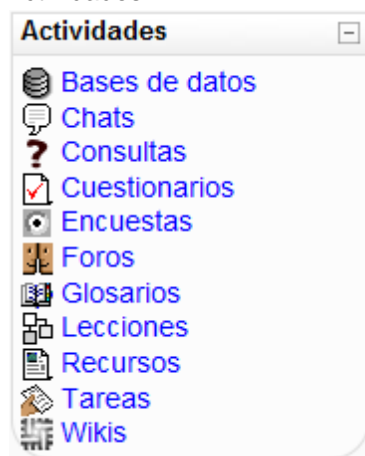 Actividades
Bases de datos
Chats
Consultas
Cuestionarios
Encuestas
Foros
Glosarios
Lecciones
Recursos
Tareas
Wikis